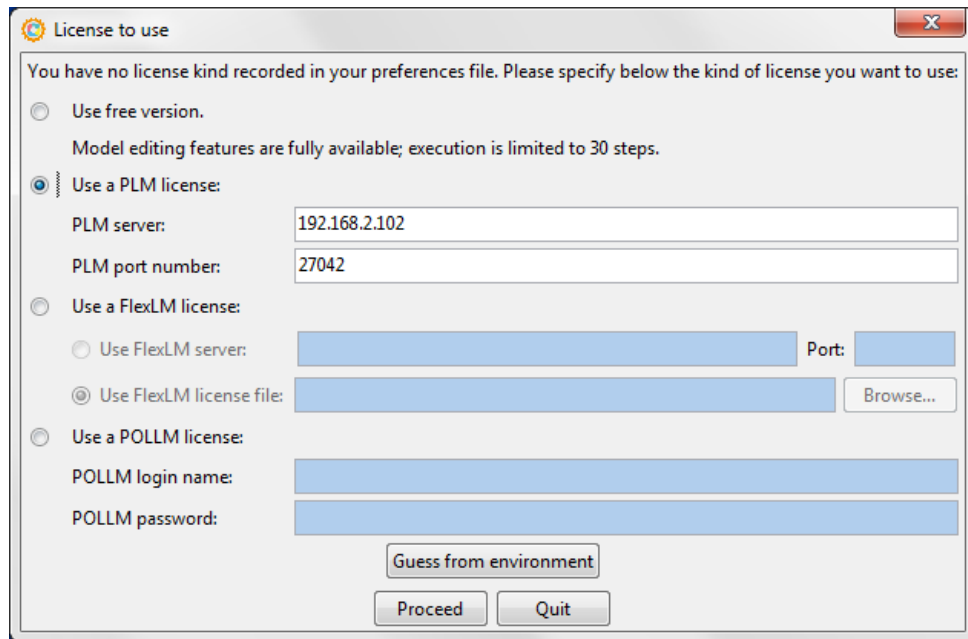 License to use
You have no license kind recorded in your preferences file. Please specify below the kind of license you want to use:
Use free version.
Model editing features are fully available; execution is limited to 30 steps.
Use a PLM license:
PLM server: 192.168.2.102
PLM port number: 27042
Use a FlexLM license:
Use FlexLM server: Port:
Use FlexLM license file: Browse...
Use a POLLM license:
POLLM login name:
POLLM password:
Guess from environment
Proceed Quit